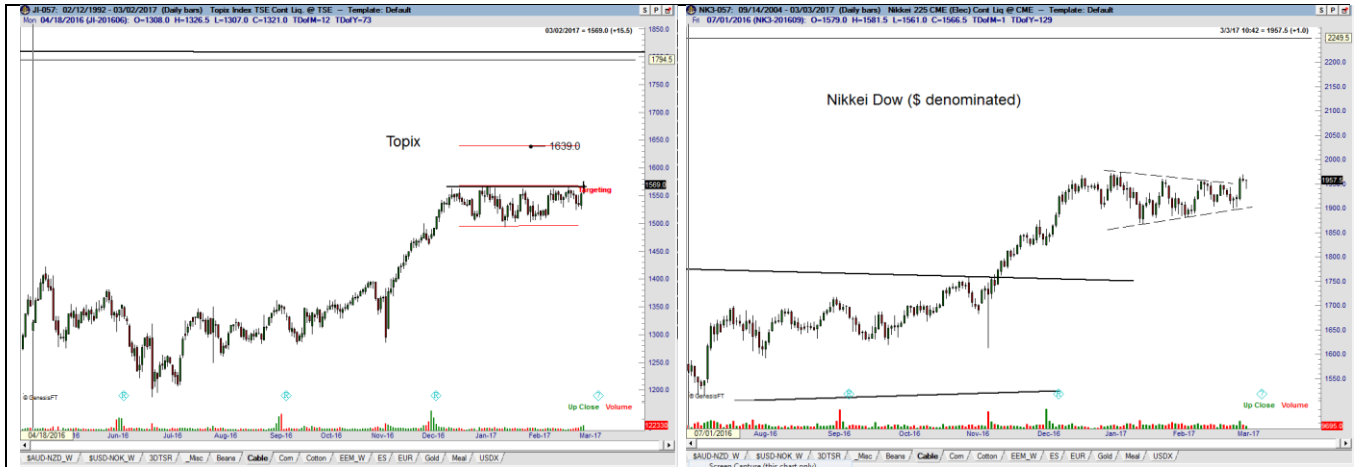 JI-057: 02/12/1992 - 03/02/2017 (Daily bars) Topix Index TSE Cont Liq. @ TSE -- Template: Default
S P
Mon 04/18/2016 (JI-201606) O=1308.0 H=1326.5 L=1307.0 C=1321.0 TDofM=12 TDofY=73
03/02/2017 = 1569.0 (+15.5)
1850.0
1794.5
1750.0
1700.0
1650.0
1600.0
1569.0
1550.0
1500.0
1450.0
1400.0
1350.0
1300.0
1250.0
1200.0
Topix
1639.0
Targeting
R R R ?
© GenesisFT
Up Close Volume
122330
04/18/2016 16 Jun-16 Jul-16 Aug-16 Sep-16 Oct-16 Nov-16 Dec-16 Jan-17 Feb-17 Mar-17
$AUD-NZD_W $USD-NOK_W 3DTSR _Misc Beans Cable Corn Cotton EEM_W ES EUR Gold Meal USDX
NK3-057: 09/14/2004 - 03/03/2017 (Daily bars) Nikkei 225 CME (Elec) Cont Liq @ CME -- Template: Default
S P
Fe 07/01/2016 (NK3-201609) O=1579.0 H=1581.5 L=1561.0 C=1566.5 TDofM=1 TDofY=129
3/3/17 10:42 = 1957.5 (+1.0)
2249.5
2200.0
2150.0
2100.0
2050.0
2000.0
1957.5
1900.0
1850.0
1800.0
1750.0
1700.0
1650.0
1600.0
1550.0
Nikkei Dow ($ denominated)
R R ?
© GenesisFT
Up Close Volume
9695.0
07/01/2016 Aug-16 Sep-16 Oct-16 Nov-16 Dec-16 Jan-17 Feb-17 Mar-17
$AUD-NZD_W $USD-NOK_W 3DTSR _Misc Beans Cable Corn Cotton EEM_W ES EUR Gold Meal USDX
Screen Capture (this chart only)